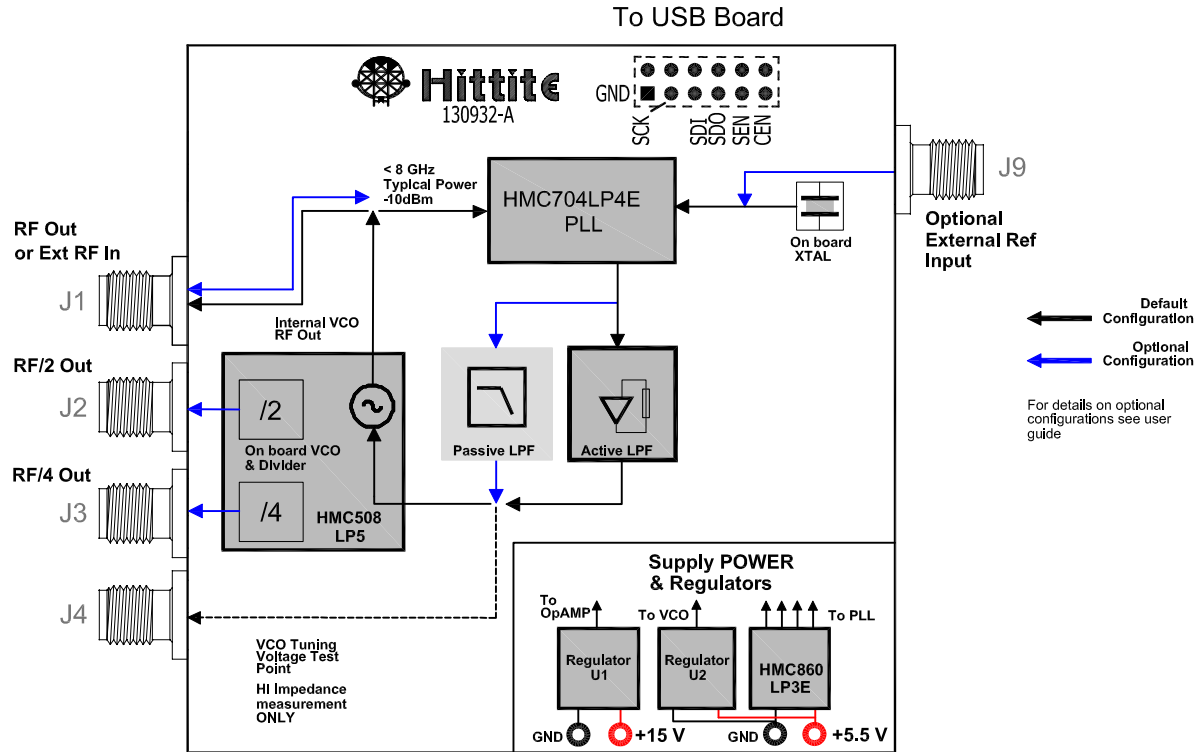 To USB Board
HittitE
130932-A
GND
SCK
SDI
SDO
SEN
CEN
< 8 GHz
Typical Power
-10dBm
HMC704LP4E
PLL
On board
XTAL
J9
Optional
External Ref
Input
RF Out
or Ext RF In
J1
Internal VCO
RF Out
Default
Configuration
Optional
Configuration
For details on optional
configurations see user
guide
RF/2 Out
J2
/2
On board VCO
& Divider
Passive LPF
Active LPF
RF/4 Out
J3
/4
HMC508
LP5
J4
VCO Tuning
Voltage Test
Point
HI Impedance
measurement
ONLY
Supply POWER
& Regulators
To
OpAMP
To VCO
To PLL
Regulator
U1
Regulator
U2
HMC860
LP3E
GND
+15 V
GND
+5.5 V